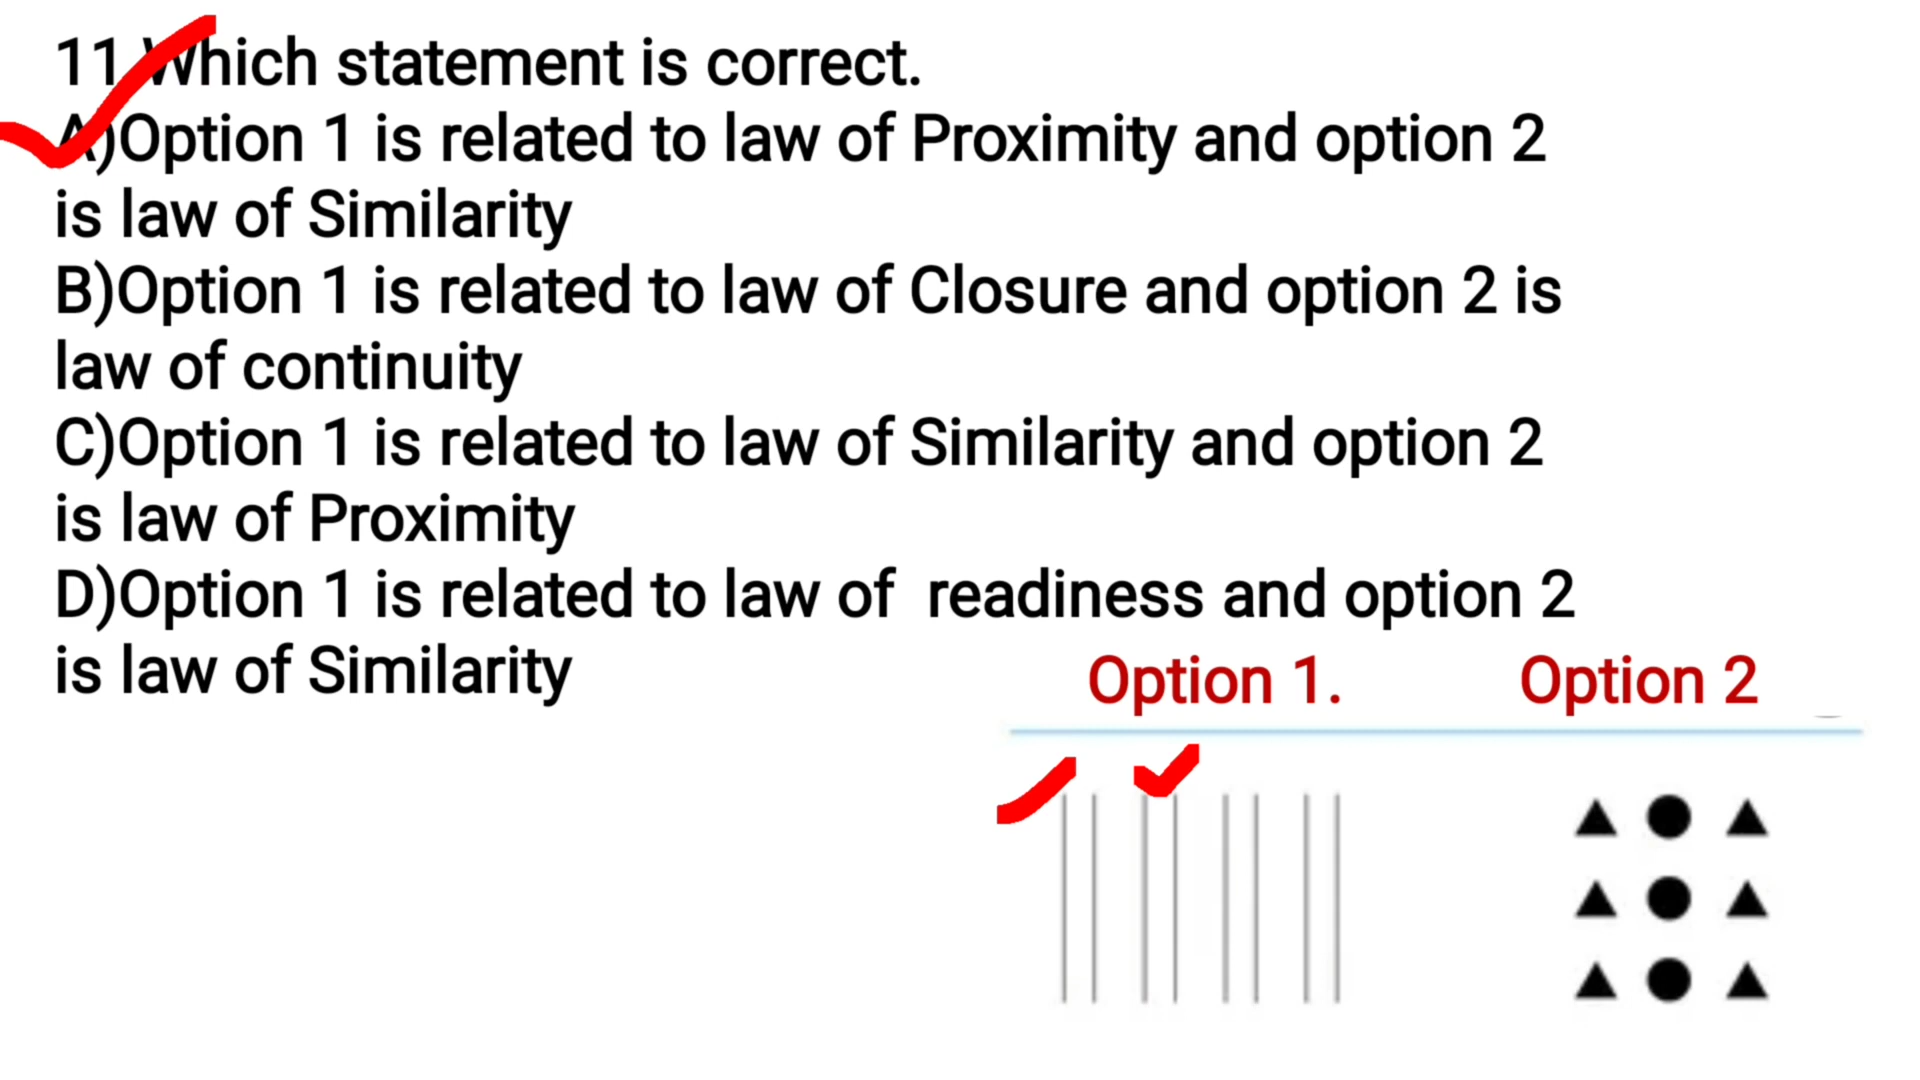 11.Which statement is correct.
A)Option 1 is related to law of Proximity and option 2
is law of Similarity
B)Option 1 is related to law of Closure and option 2 is
law of continuity
C)Option 1 is related to law of Similarity and option 2
is law of Proximity
D)Option 1 is related to law of  readiness and option 2
is law of Similarity
Option 1. Option 2